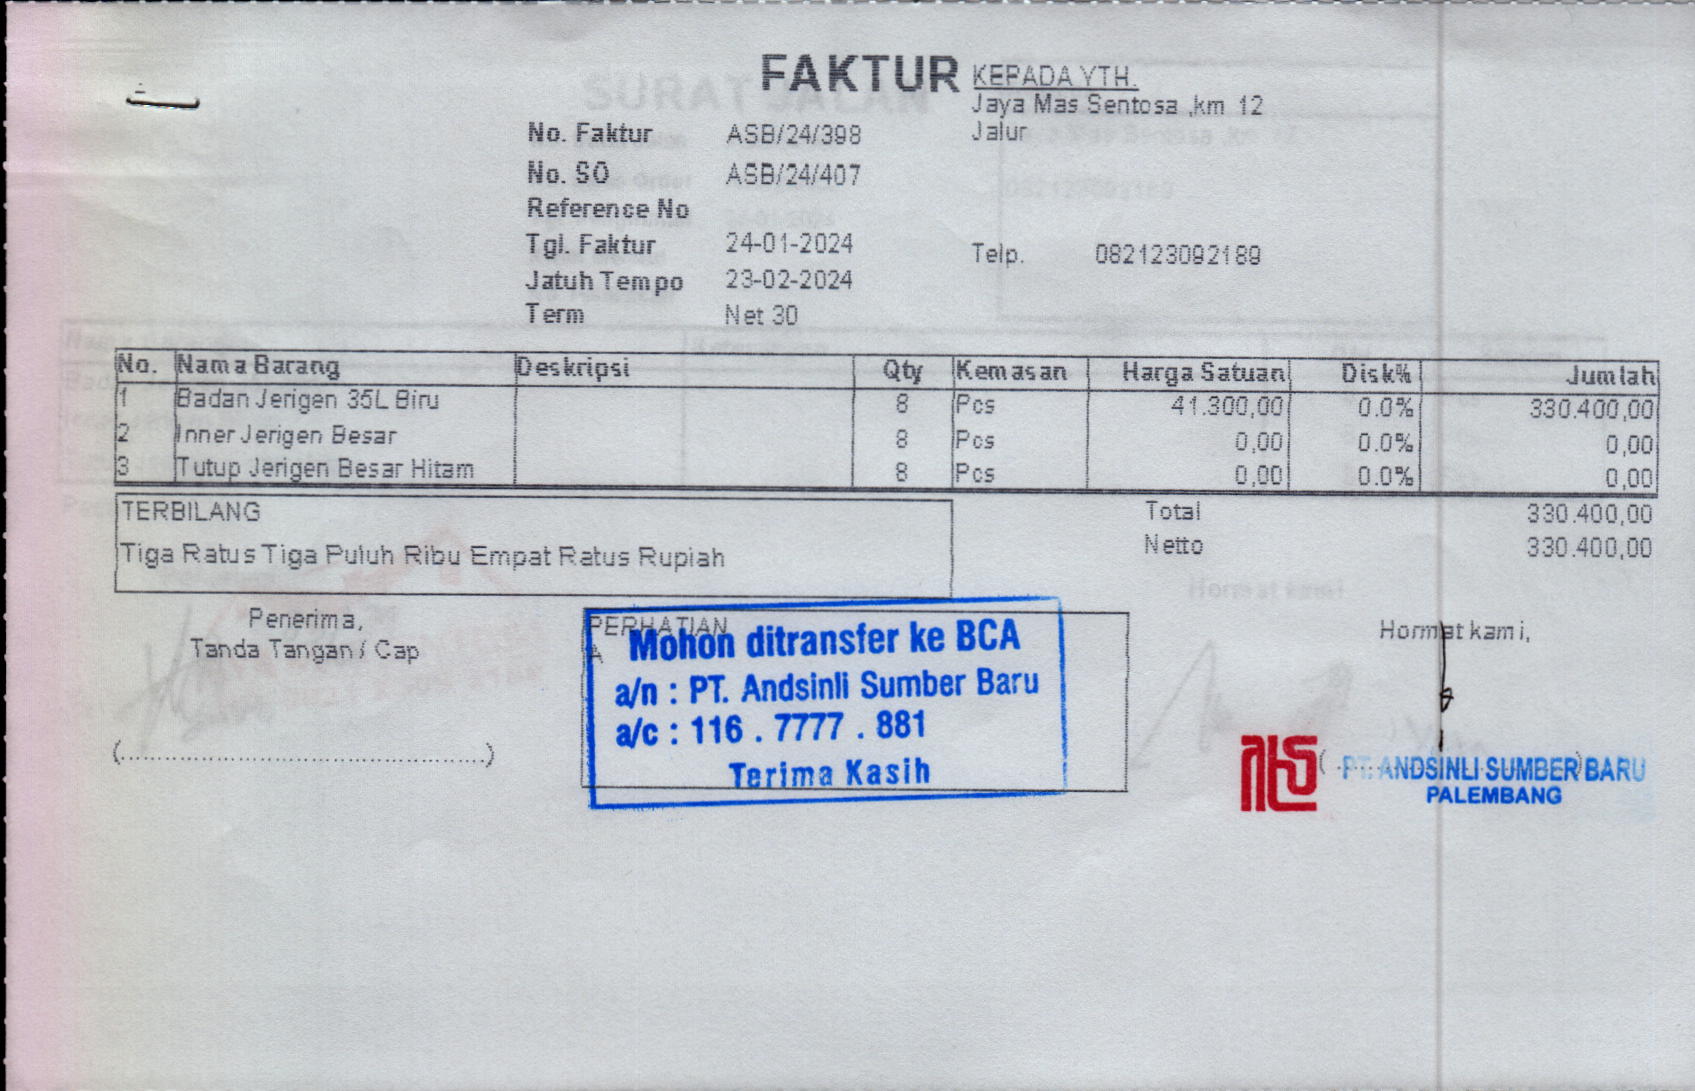 FAKTUR
KEPADA YTH.
Jaya Mas Sentosa ,km 12
Jalur
No. Faktur ASB/24/398
No. SO ASB/24/407
Reference No
Tgl. Faktur 24-01-2024
Telp. 082123092189
Jatuh Tempo 23-02-2024
Term Net 30
No. Nama Barang Deskripsi Qty Kemasan Harga Satuan Disk% Jumlah
1 Badan Jerigen 35L Biru 8 Pcs 41.300,00 0.0% 330.400,00
2 Inner Jerigen Besar 8 Pcs 0,00 0.0% 0,00
3 Tutup Jerigen Besar Hitam 8 Pcs 0,00 0.0% 0,00
TERBILANG
Tiga Ratus Tiga Puluh Ribu Empat Ratus Rupiah
Total 330.400,00
Netto 330.400,00
Penerima,
Tanda Tangan / Cap
(..............................................)
PERHATIAN
A
Mohon ditransfer ke BCA
a/n : PT. Andsinli Sumber Baru
a/c : 116 . 7777 . 881
Terima Kasih
Hormat kami,
PT. ANDSINLI SUMBER BARU
PALEMBANG
SURAT JALAN
082123092189
Hormat kami